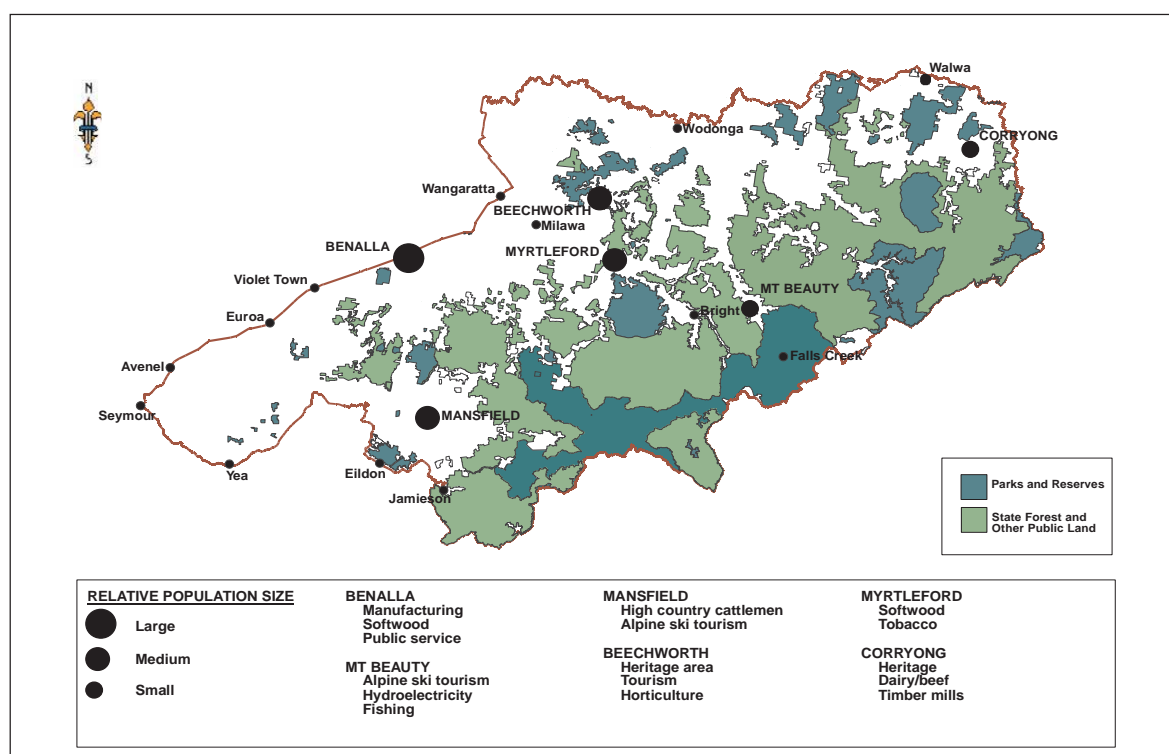 N
S
Walwa
Wodonga
CORRYONG
Wangaratta
BEECHWORTH
Milawa
BENALLA
MYRTLEFORD
Violet Town
MT BEAUTY
Euroa
Bright
Avenel
Falls Creek
Seymour
MANSFIELD
Yea
Eildon
Jamieson
Parks and Reserves
State Forest and
Other Public Land
RELATIVE POPULATION SIZE
Large
Medium
Small
BENALLA
Manufacturing
Softwood
Public service
MT BEAUTY
Alpine ski tourism
Hydroelectricity
Fishing
MANSFIELD
High country cattlemen
Alpine ski tourism
BEECHWORTH
Heritage area
Tourism
Horticulture
MYRTLEFORD
Softwood
Tobacco
CORRYONG
Heritage
Dairy/beef
Timber mills